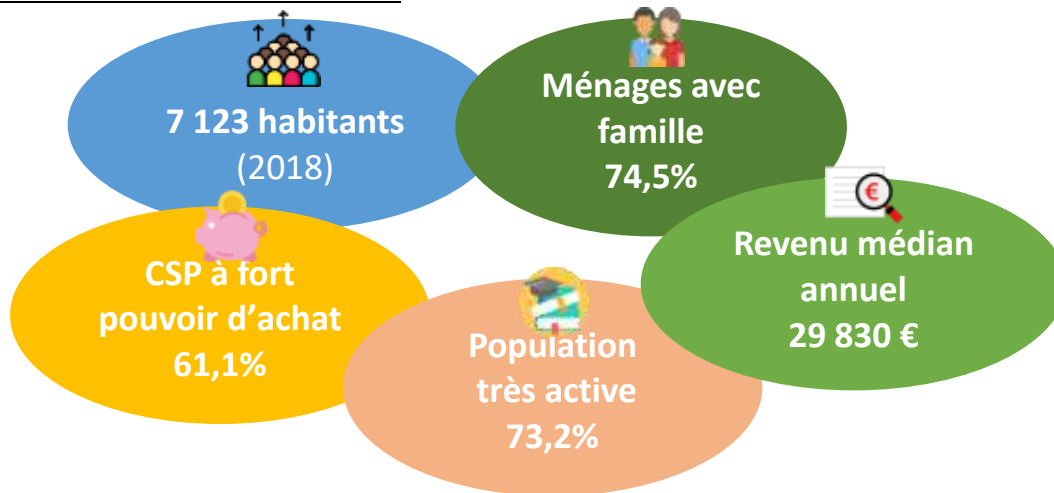 7 123 habitants
(2018)
Ménages avec
famille
74,5%
CSP à fort
pouvoir d’achat
61,1%
Population
très active
73,2%
€
Revenu médian
annuel
29 830 €